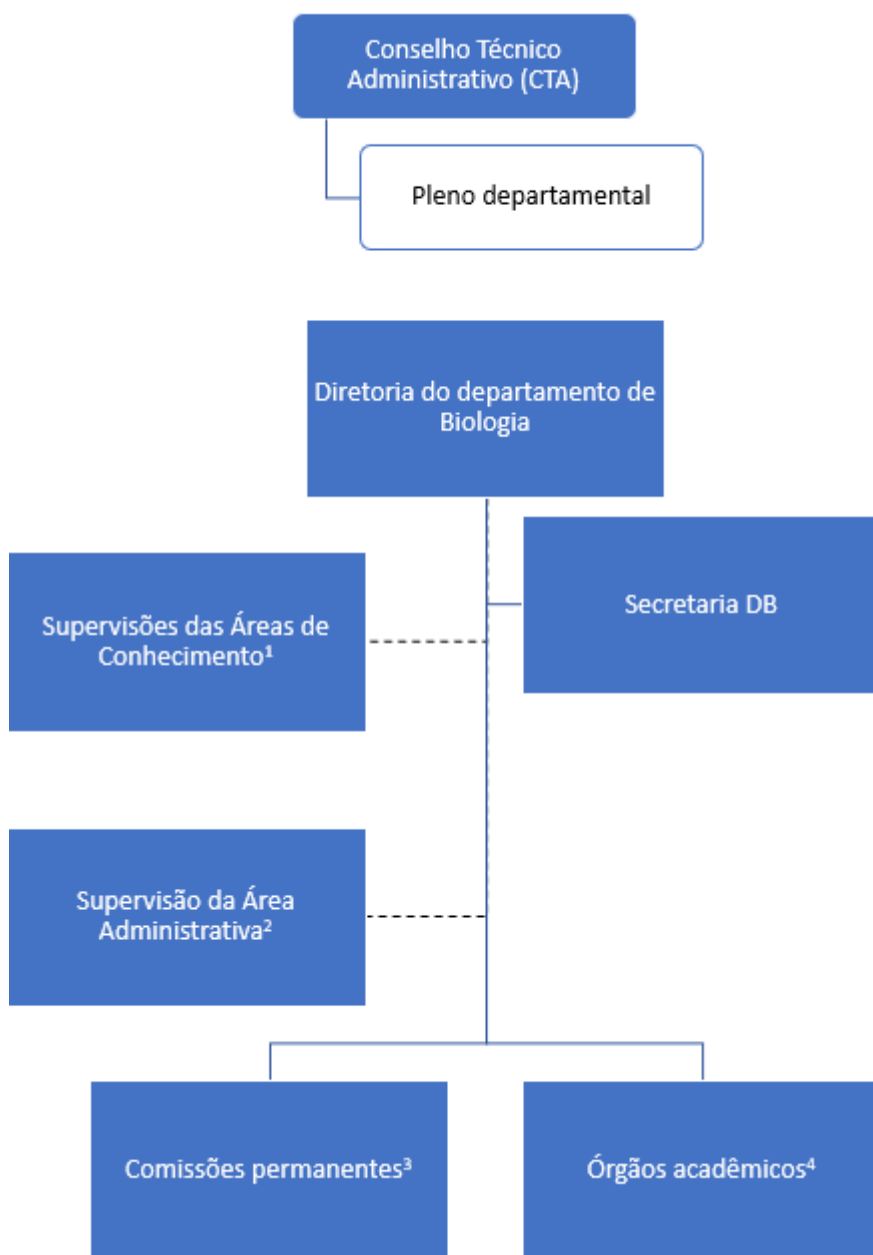 Conselho Técnico
Administrativo (CTA)
Pleno departamental
Diretoria do departamento de
Biologia
Secretaria DB
Supervisões das Áreas de
Conhecimento¹
Supervisão da Área
Administrativa²
Comissões permanentes³
Órgãos acadêmicos⁴